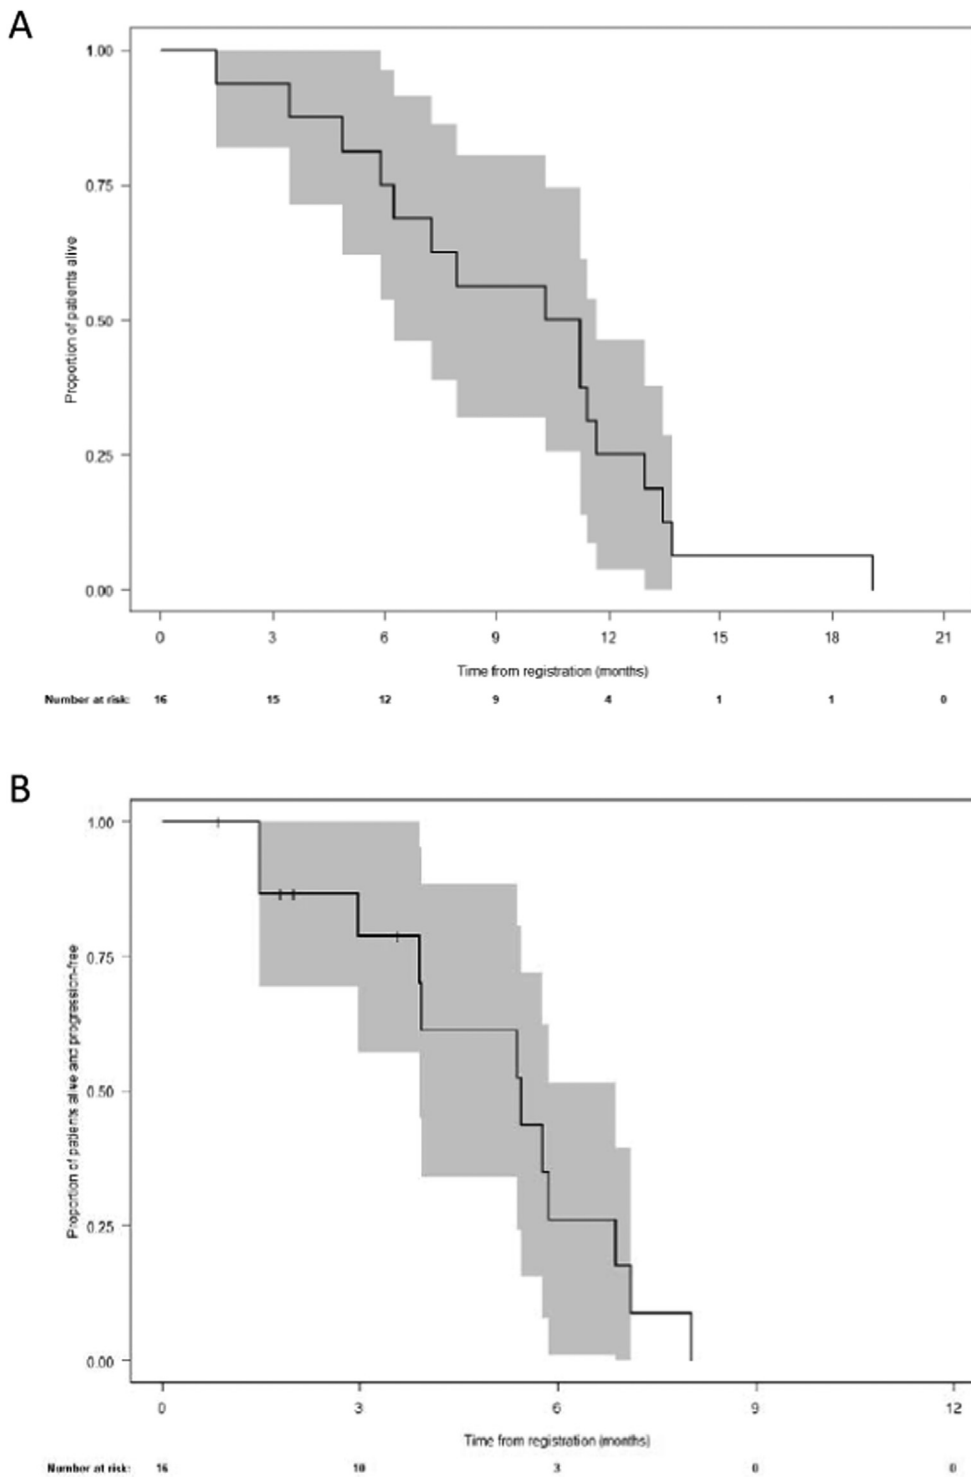 A
1.00
0.75
0.50
0.25
0.00
Proportion of patients alive
0 3 6 9 12 15 18 21
Time from registration (months)
Number at risk: 16 15 12 9 4 1 1 0
B
1.00
0.75
0.50
0.25
0.00
Proportion of patients alive and progression-free
0 3 6 9 12
Time from registration (months)
Number at risk: 16 10 3 0 0